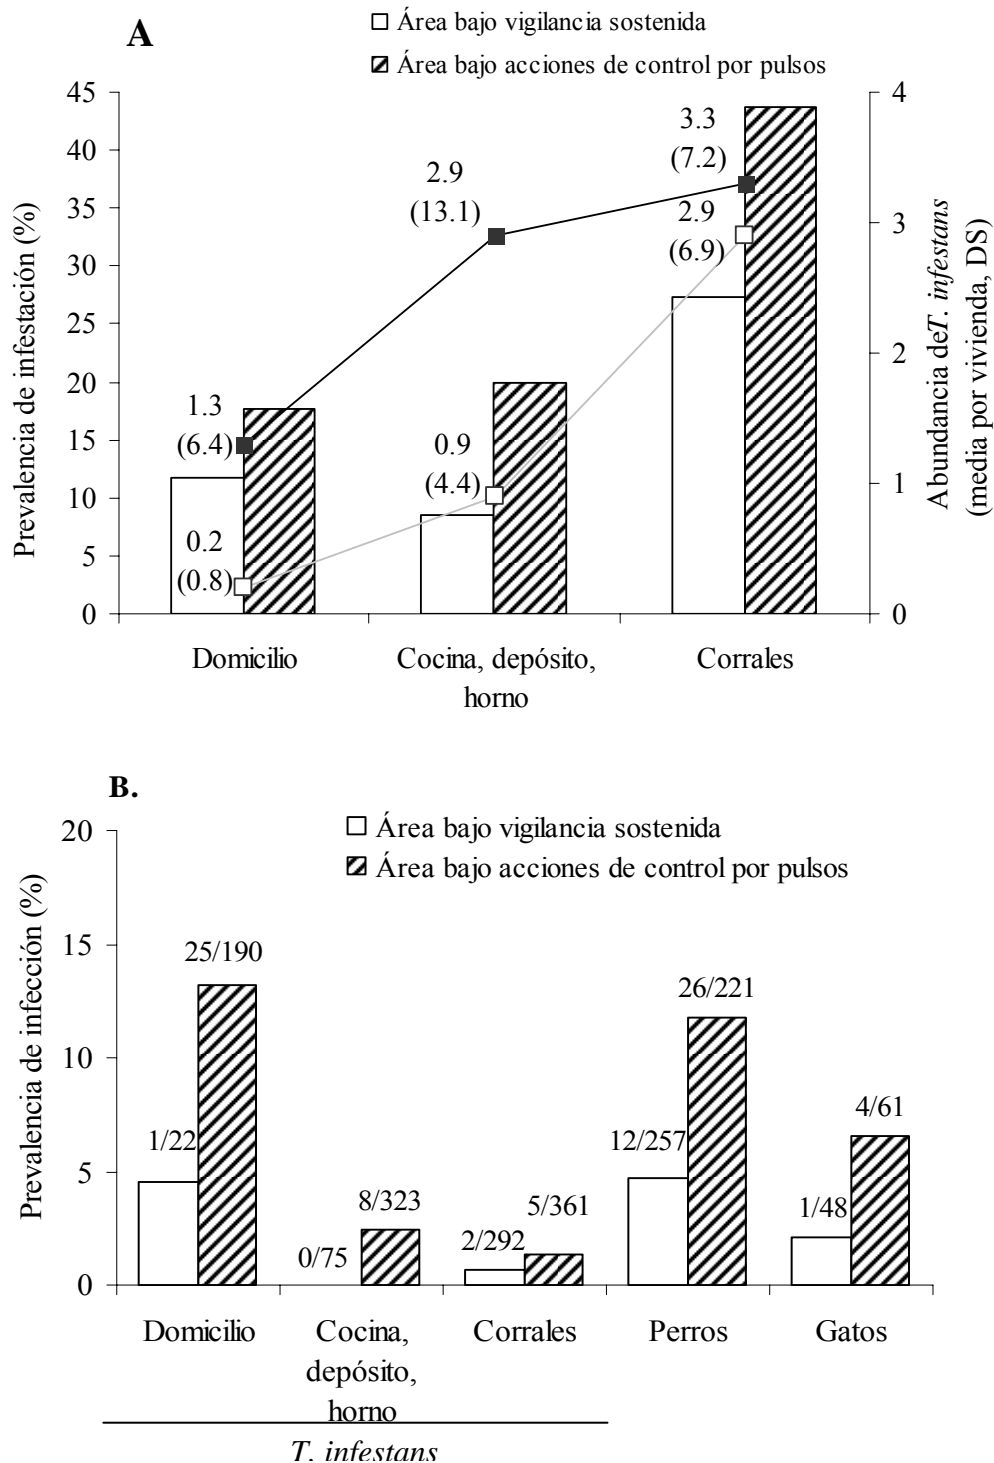 A
Área bajo vigilancia sostenida
Área bajo acciones de control por pulsos
Prevalencia de infestación (%)
45
40
35
30
25
20
15
10
5
0
1.3
(6.4)
0.2
(0.8)
2.9
(13.1)
0.9
(4.4)
3.3
(7.2)
2.9
(6.9)
4
3
2
1
0
Abundancia deT. infestans
(media por vivienda, DS)
Domicilio
Cocina, depósito,
horno
Corrales
B.
Área bajo vigilancia sostenida
Área bajo acciones de control por pulsos
Prevalencia de infección (%)
20
15
10
5
0
1/22
25/190
0/75
8/323
2/292
5/361
12/257
26/221
1/48
4/61
Domicilio
Cocina,
depósito,
horno
Corrales
Perros
Gatos
T. infestans